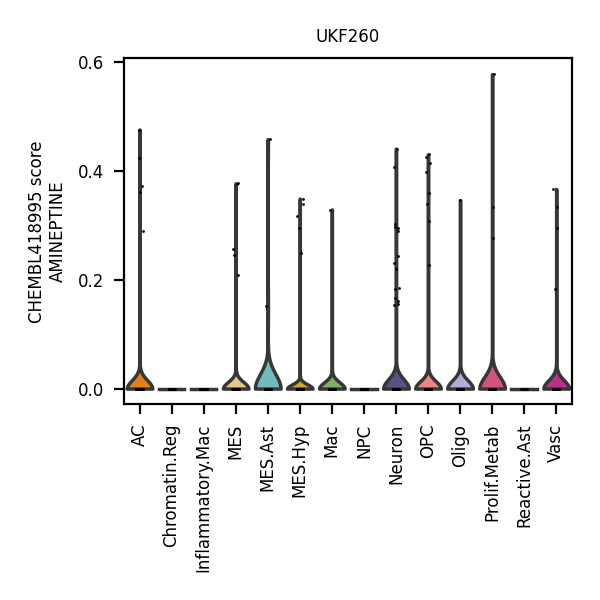 UKF260
CHEMBL418995 score
AMINEPTINE
0.6
0.4
0.2
0.0
AC
Chromatin.Reg
Inflammatory.Mac
MES
MES.Ast
MES.Hyp
Mac
NPC
Neuron
OPC
Oligo
Prolif.Metab
Reactive.Ast
Vasc